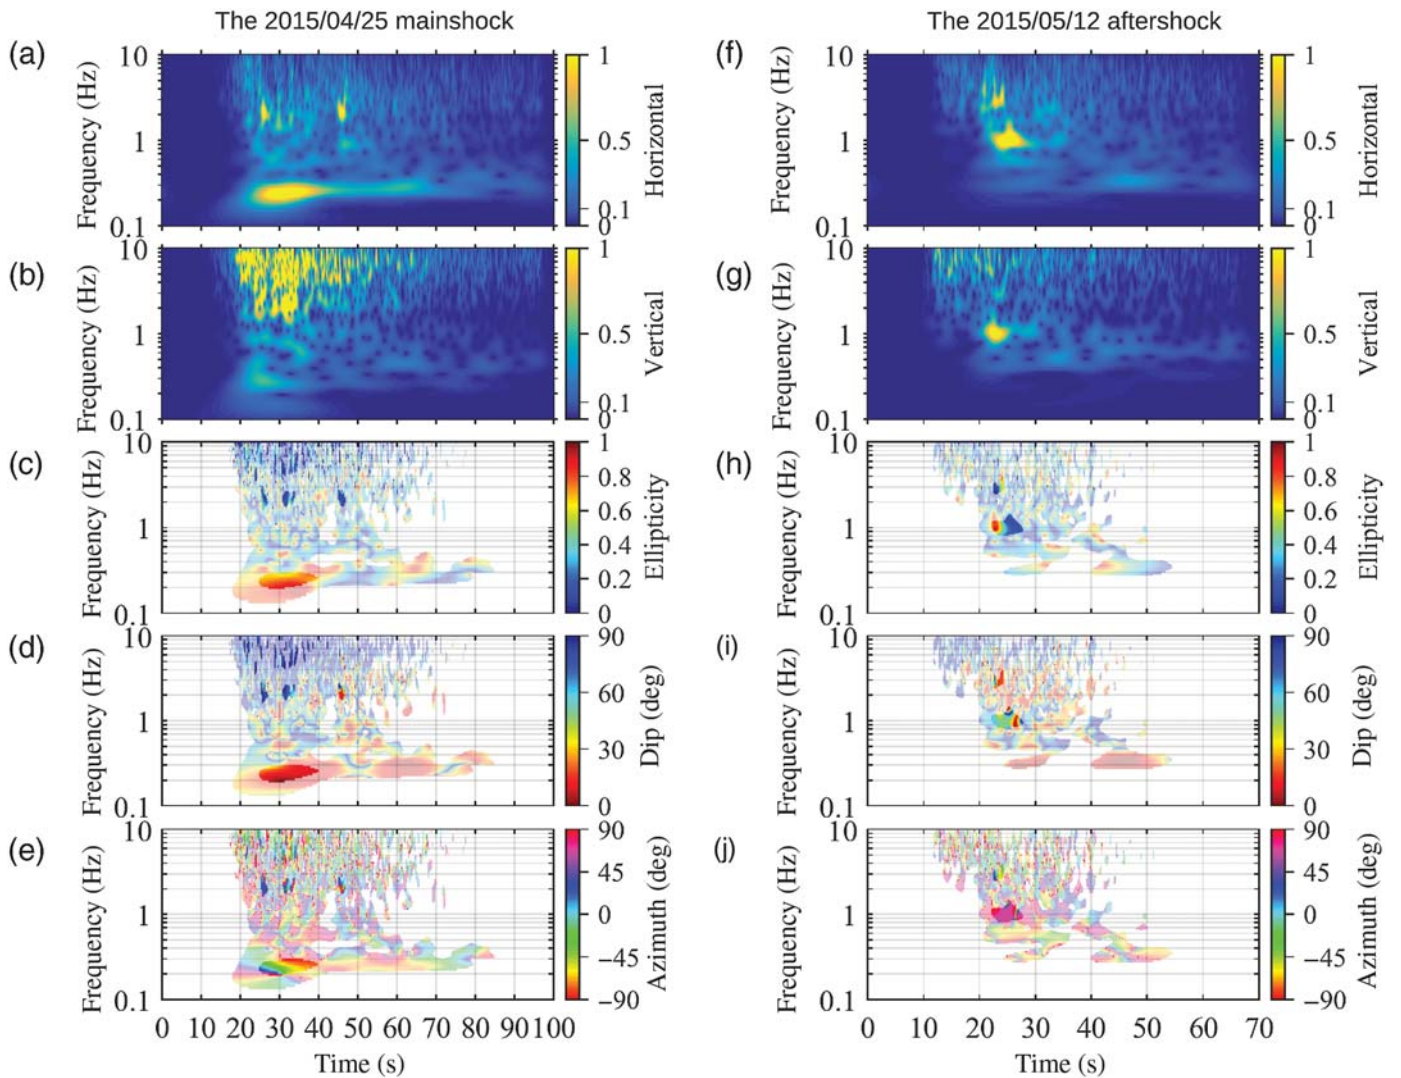 The 2015/04/25 mainshock
(a)
Frequency (Hz)
10
1
0.1
1
0.5
0.1
0
Horizontal
(b)
Frequency (Hz)
10
1
0.1
1
0.5
0.1
0
Vertical
(c)
Frequency (Hz)
10
1
0.1
1
0.8
0.6
0.4
0.2
0
Ellipticity
(d)
Frequency (Hz)
10
1
0.1
90
60
30
0
Dip (deg)
(e)
Frequency (Hz)
10
1
0.1
90
45
0
−45
−90
Azimuth (deg)
0 10 20 30 40 50 60 70 80 90 100
Time (s)
The 2015/05/12 aftershock
(f)
Frequency (Hz)
10
1
0.1
1
0.5
0.1
0
Horizontal
(g)
Frequency (Hz)
10
1
0.1
1
0.5
0.1
0
Vertical
(h)
Frequency (Hz)
10
1
0.1
1
0.8
0.6
0.4
0.2
0
Ellipticity
(i)
Frequency (Hz)
10
1
0.1
90
60
30
0
Dip (deg)
(j)
Frequency (Hz)
10
1
0.1
90
45
0
−45
−90
Azimuth (deg)
0 10 20 30 40 50 60 70
Time (s)